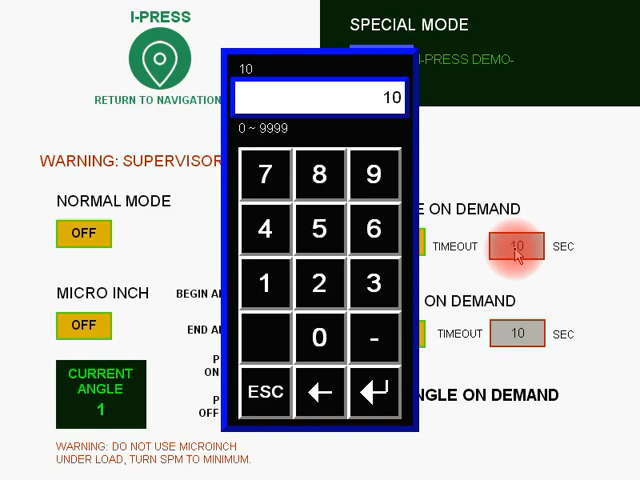 I-PRESS
RETURN TO NAVIGATION
SPECIAL MODE
-PRESS DEMO-
WARNING: SUPERVISOR
NORMAL MODE
OFF
MICRO INCH
OFF
CURRENT
ANGLE
1
WARNING: DO NOT USE MICROINCH
UNDER LOAD, TURN SPM TO MINIMUM.
BEGIN
END
P
ON
P
OFF
10
10
0 ~ 9999
7 8 9
4 5 6
1 2 3
0 -
ESC
E ON DEMAND
TIMEOUT 10 SEC
ON DEMAND
TIMEOUT 10 SEC
NGLE ON DEMAND